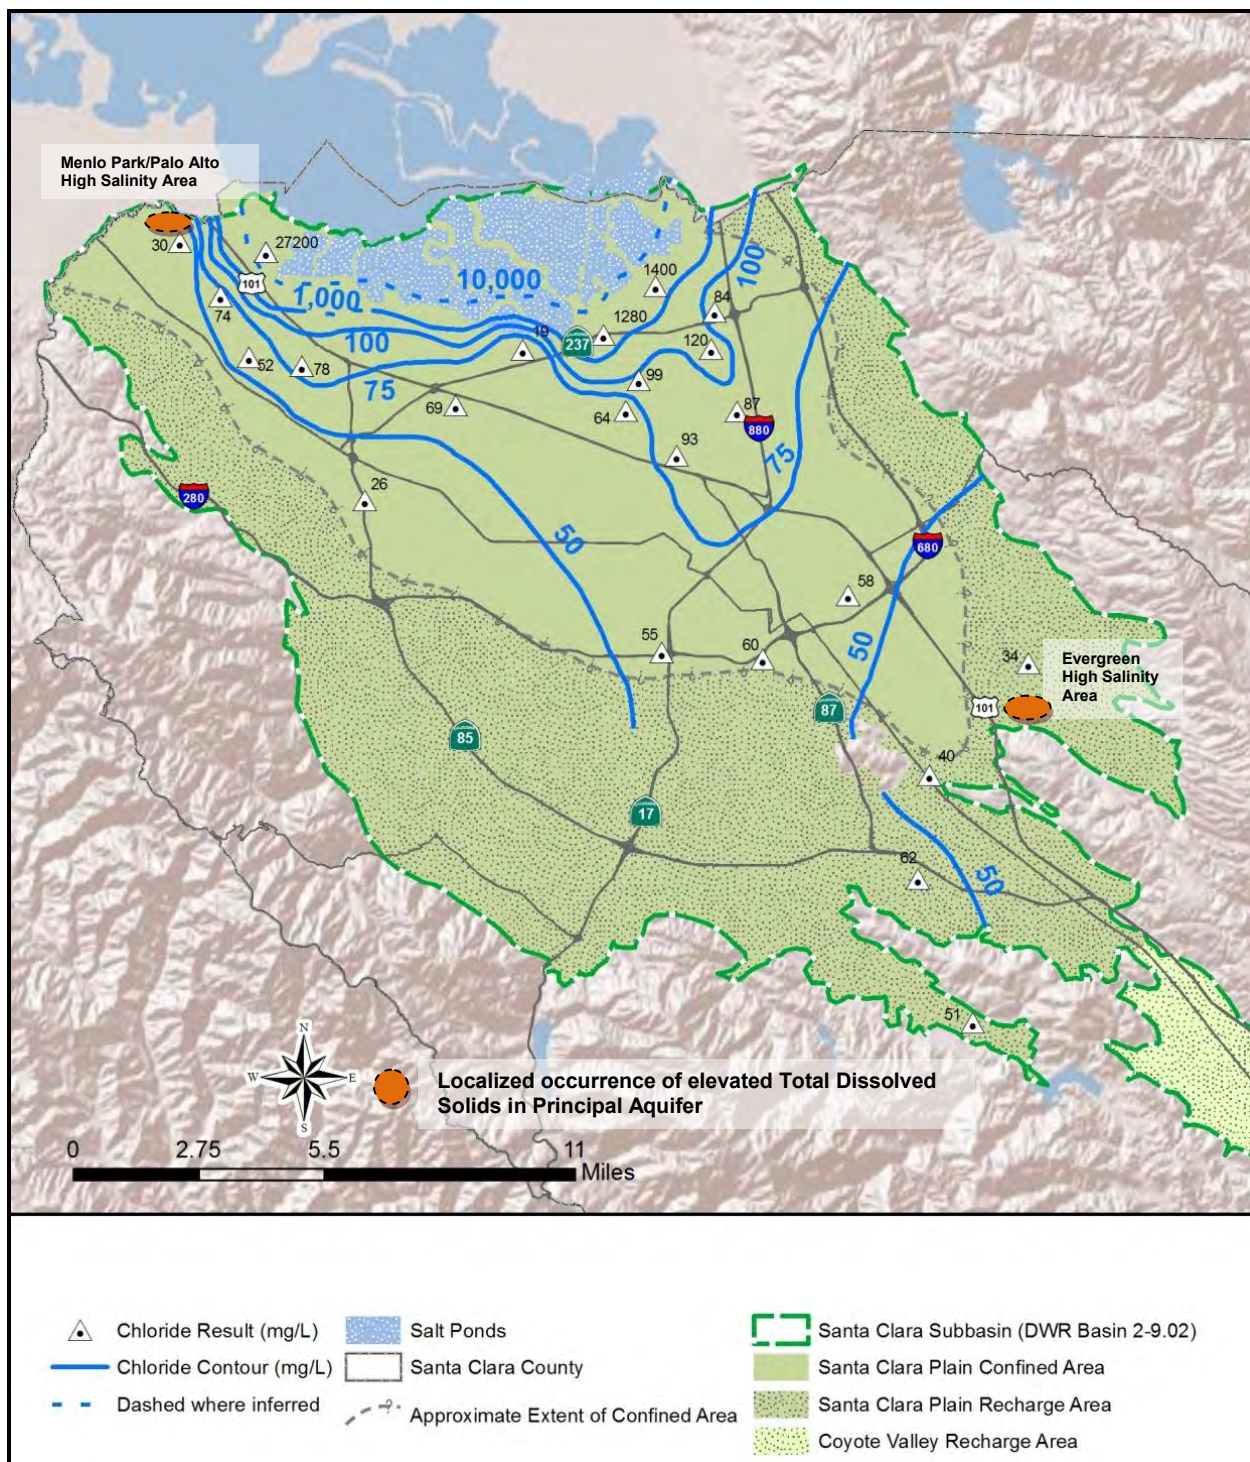 Menlo Park/Palo Alto
High Salinity Area
30
27200
101
10,000
1,000
1400
100
74
84
100
1280
19
237
120
52
78
75
99
69
64
87
880
93
75
280
26
50
680
58
55
60
50
34
Evergreen
High Salinity
Area
101
87
85
40
17
62
50
51
N
W
E
S
Localized occurrence of elevated Total Dissolved
Solids in Principal Aquifer
0 2.75 5.5 11
Miles
Chloride Result (mg/L)
Chloride Contour (mg/L)
Dashed where inferred
Salt Ponds
Santa Clara County
Approximate Extent of Confined Area
Santa Clara Subbasin (DWR Basin 2-9.02)
Santa Clara Plain Confined Area
Santa Clara Plain Recharge Area
Coyote Valley Recharge Area